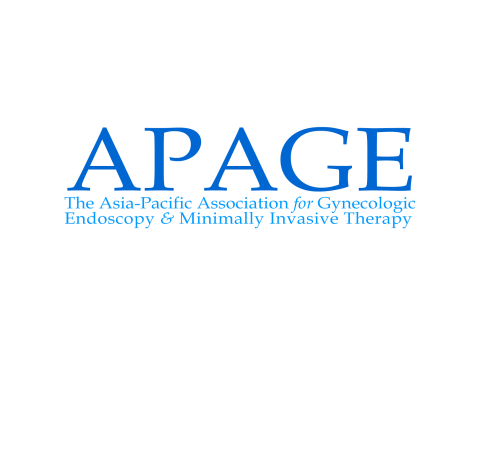 APAGE
The Asia-Pacific Association for Gynecologic
Endoscopy & Minimally Invasive Therapy